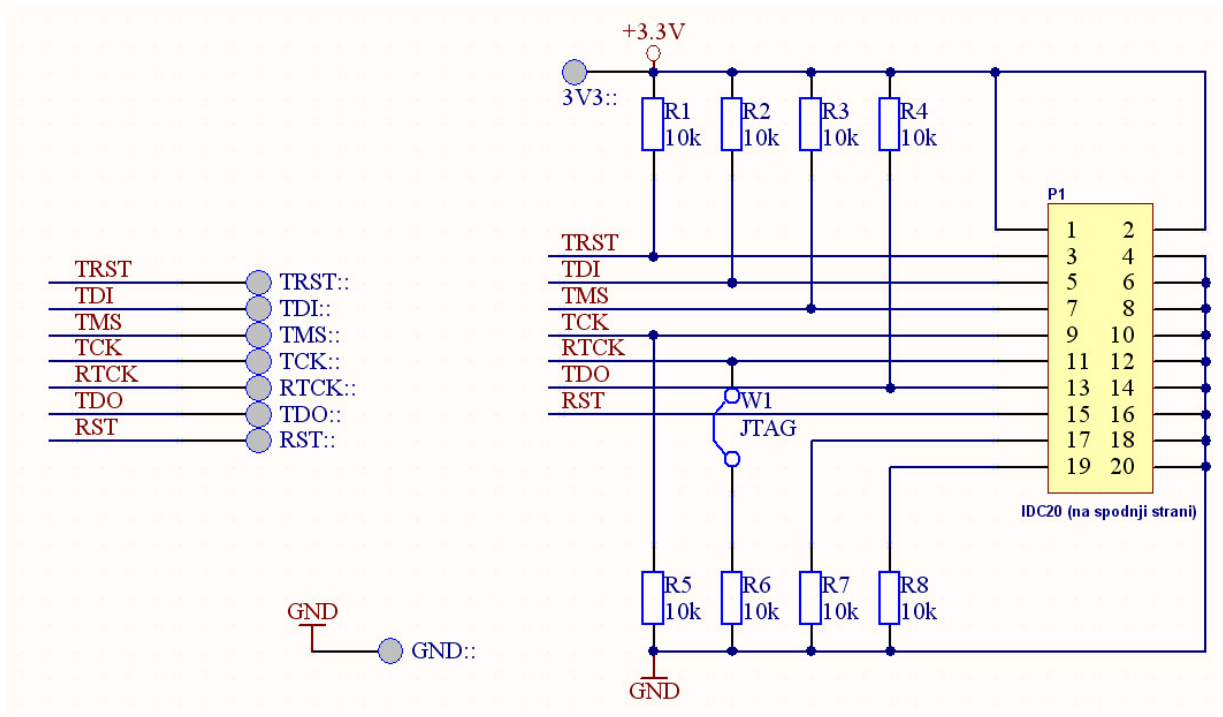 +3.3V
3V3::
R1
10k
R2
10k
R3
10k
R4
10k
P1
TRST
TDI
TMS
TCK
RTCK
TDO
RST
1 2
3 4
5 6
7 8
9 10
11 12
13 14
15 16
17 18
19 20
IDC20 (na spodnji strani)
W1
JTAG
TRST TRST::
TDI TDI::
TMS TMS::
TCK TCK::
RTCK RTCK::
TDO TDO::
RST RST::
R5
10k
R6
10k
R7
10k
R8
10k
GND
GND::
GND